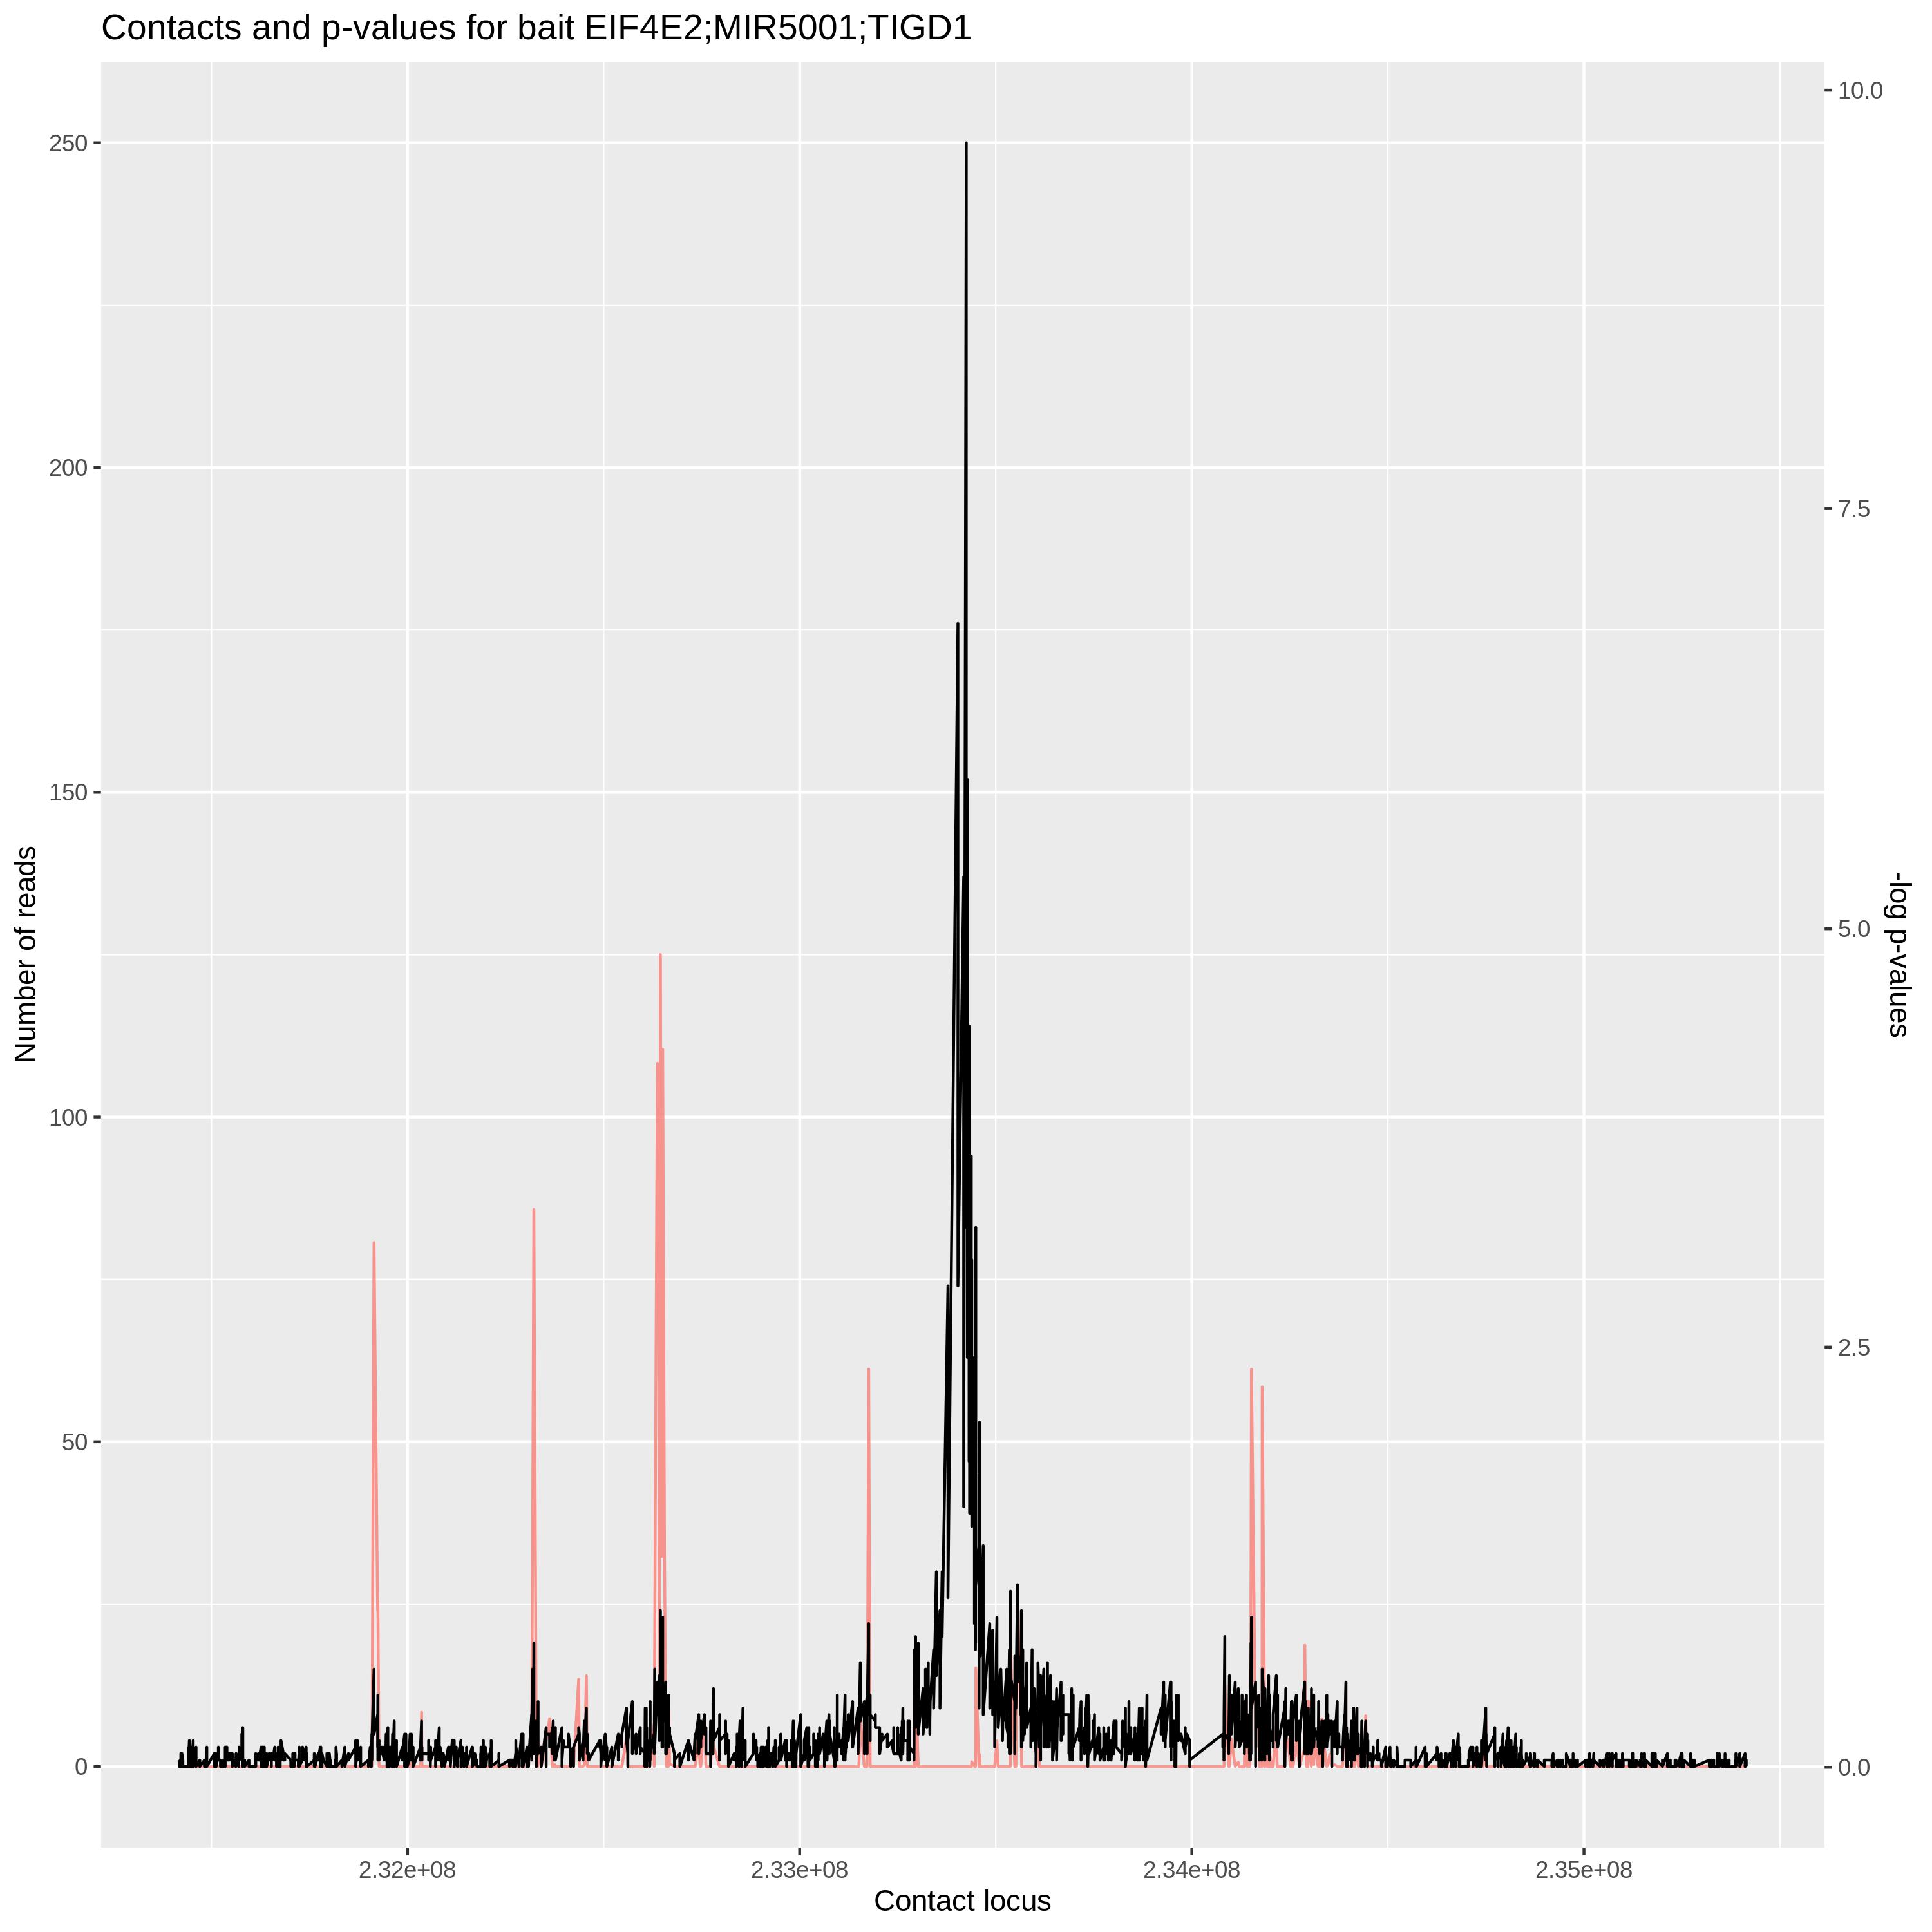 Contacts and p-values for bait EIF4E2;MIR5001;TIGD1
250
200
150
100
50
0
Number of reads
10.0
7.5
5.0
2.5
0.0
-log p-values
2.32e+08
2.33e+08
2.34e+08
2.35e+08
Contact locus